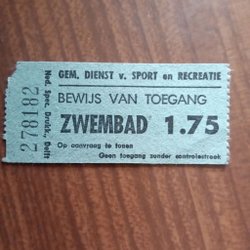 GEM. DIENST v. SPORT en RECREATIE
BEWIJS VAN TOEGANG
ZWEMBAD 1.75
Op aanvraag te tonen
Geen toegang zonder controlestrook
Ned. Spec. Drukk., Delft
278182